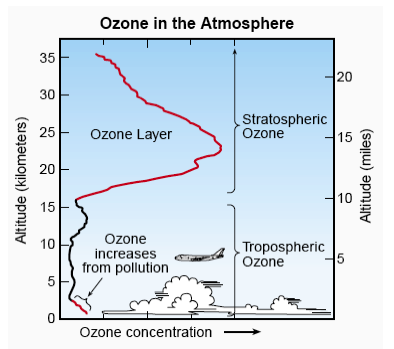 Ozone in the Atmosphere
Altitude (kilometers)
35
30
25
20
15
10
5
0
Ozone Layer
Stratospheric
Ozone
Ozone
increases
from pollution
Tropospheric
Ozone
20
15
10
5
Altitude (miles)
Ozone concentration